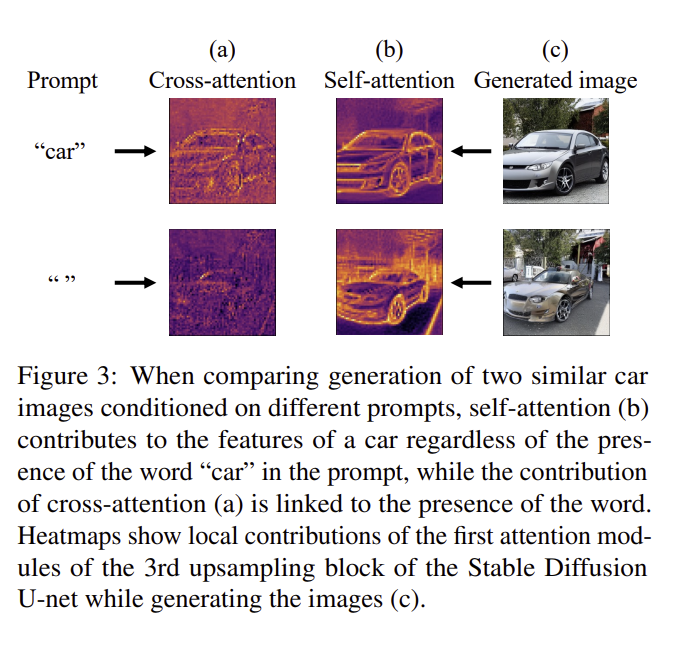 (a) (b) (c)
Prompt Cross-attention Self-attention Generated image
“car”
“ ”
Figure 3: When comparing generation of two similar car
images conditioned on different prompts, self-attention (b)
contributes to the features of a car regardless of the pres-
ence of the word “car” in the prompt, while the contribution
of cross-attention (a) is linked to the presence of the word.
Heatmaps show local contributions of the first attention mod-
ules of the 3rd upsampling block of the Stable Diffusion
U-net while generating the images (c).